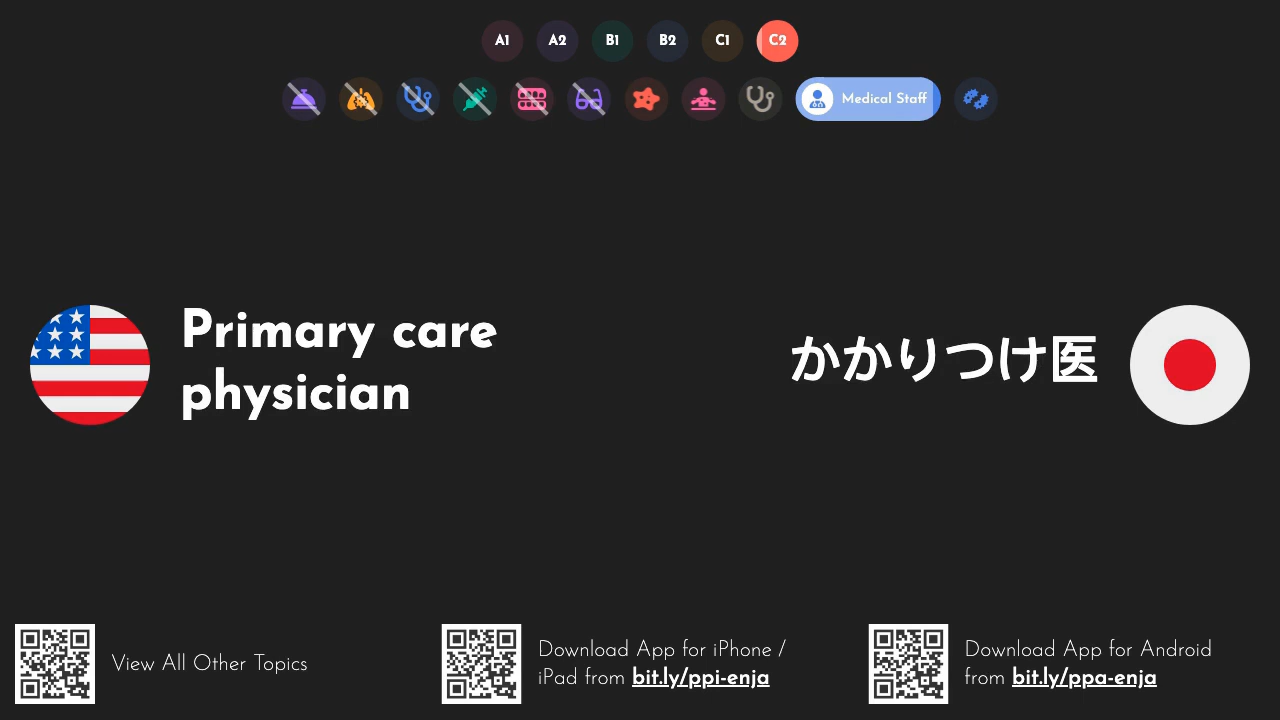 A1 A2 B1 B2 C1 C2
Medical Staff
Primary care
physician
かかりつけ医
View All Other Topics
Download App for iPhone /
iPad from bit.ly/ppi-enja
Download App for Android
from bit.ly/ppa-enja